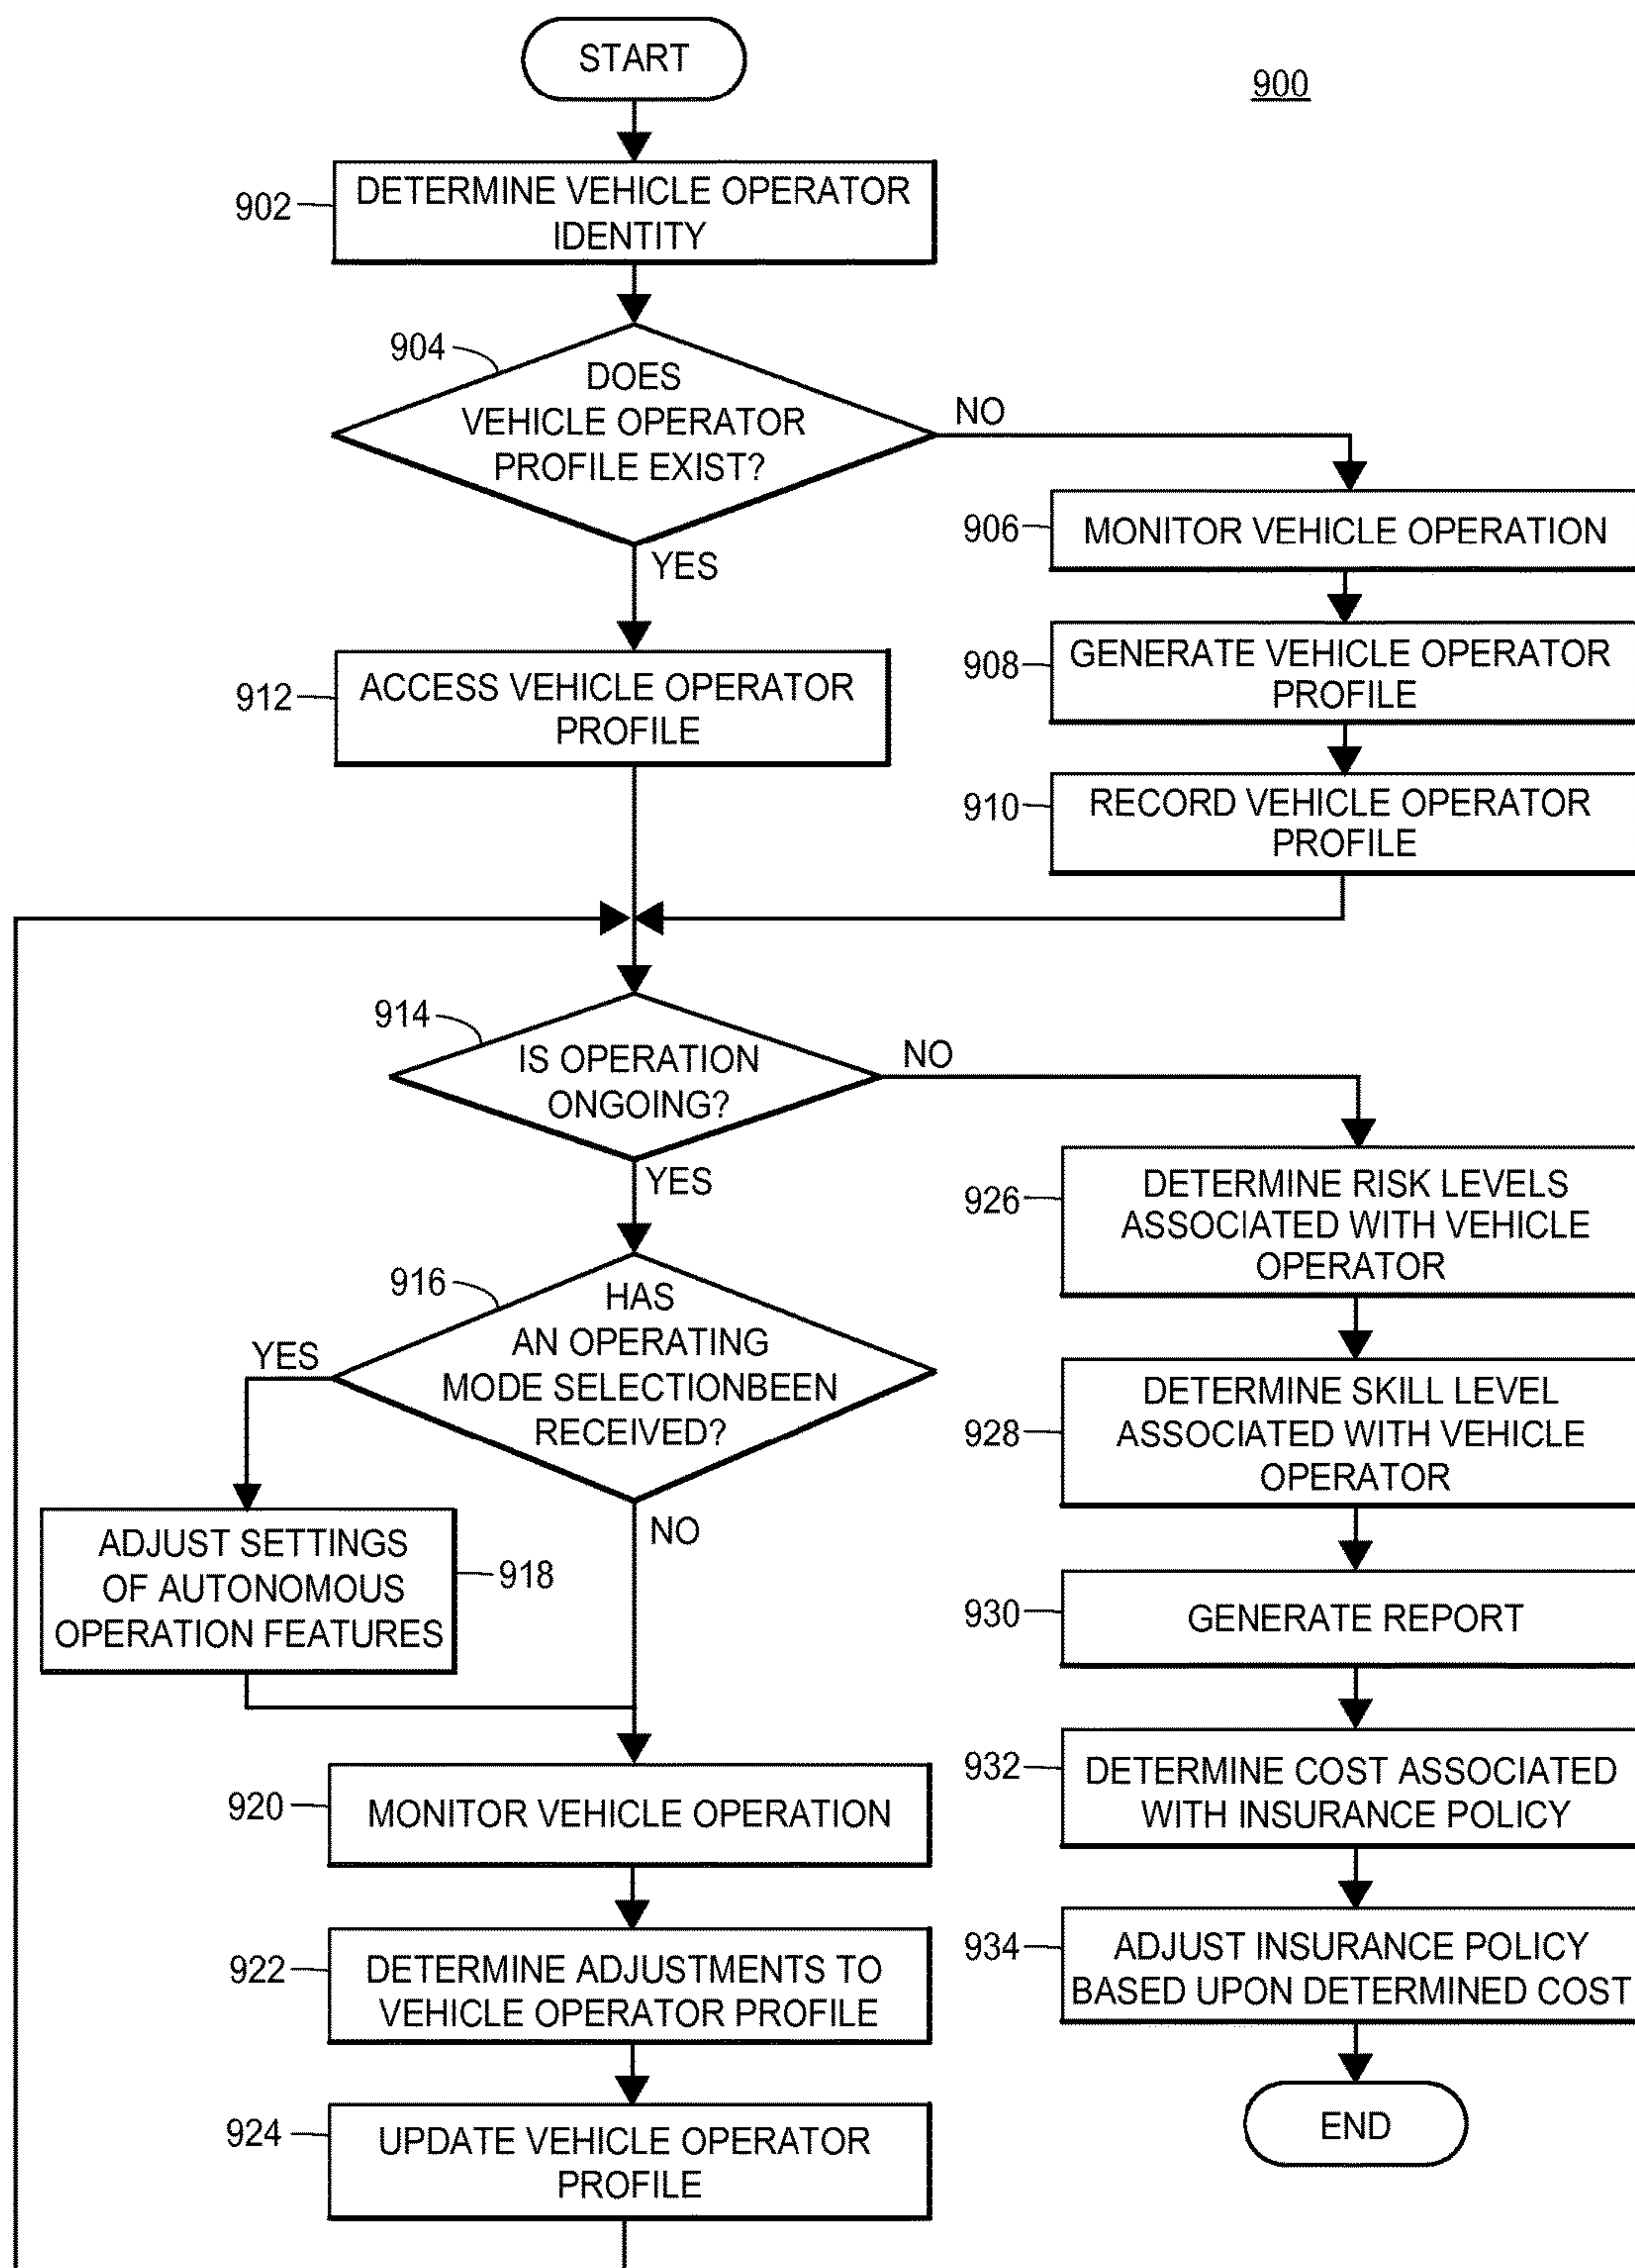 START
900
902
DETERMINE VEHICLE OPERATOR
IDENTITY
904
DOES
VEHICLE OPERATOR
PROFILE EXIST?
NO
YES
906
MONITOR VEHICLE OPERATION
908
GENERATE VEHICLE OPERATOR
PROFILE
910
RECORD VEHICLE OPERATOR
PROFILE
912
ACCESS VEHICLE OPERATOR
PROFILE
914
IS OPERATION
ONGOING?
NO
YES
916
HAS
AN OPERATING
MODE SELECTIONBEEN
RECEIVED?
YES
NO
ADJUST SETTINGS
OF AUTONOMOUS
OPERATION FEATURES
918
920
MONITOR VEHICLE OPERATION
922
DETERMINE ADJUSTMENTS TO
VEHICLE OPERATOR PROFILE
924
UPDATE VEHICLE OPERATOR
PROFILE
926
DETERMINE RISK LEVELS
ASSOCIATED WITH VEHICLE
OPERATOR
928
DETERMINE SKILL LEVEL
ASSOCIATED WITH VEHICLE
OPERATOR
930
GENERATE REPORT
932
DETERMINE COST ASSOCIATED
WITH INSURANCE POLICY
934
ADJUST INSURANCE POLICY
BASED UPON DETERMINED COST
END